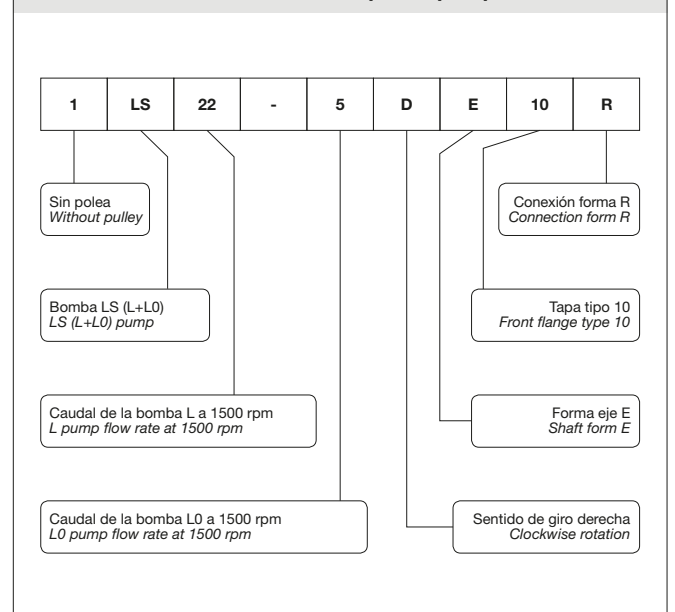 1 LS 22 - 5 D E 10 R
Sin polea
Without pulley
Conexión forma R
Connection form R
Bomba LS (L+L0)
LS (L+L0) pump
Tapa tipo 10
Front flange type 10
Caudal de la bomba L a 1500 rpm
L pump flow rate at 1500 rpm
Forma eje E
Shaft form E
Caudal de la bomba L0 a 1500 rpm
L0 pump flow rate at 1500 rpm
Sentido de giro derecha
Clockwise rotation